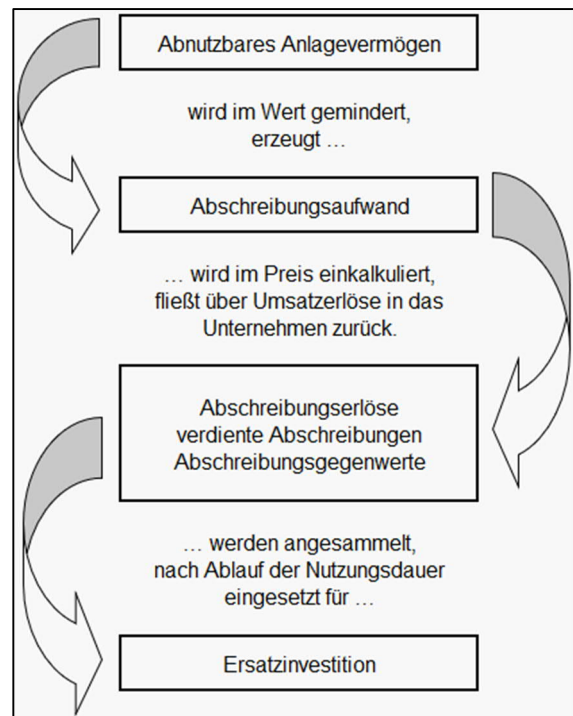 Abnutzbares Anlagevermögen
wird im Wert gemindert,
erzeugt …
Abschreibungsaufwand
… wird im Preis einkalkuliert,
fließt über Umsatzerlöse in das
Unternehmen zurück.
Abschreibungserlöse
verdiente Abschreibungen
Abschreibungsgegenwerte
… werden angesammelt,
nach Ablauf der Nutzungsdauer
eingesetzt für …
Ersatzinvestition